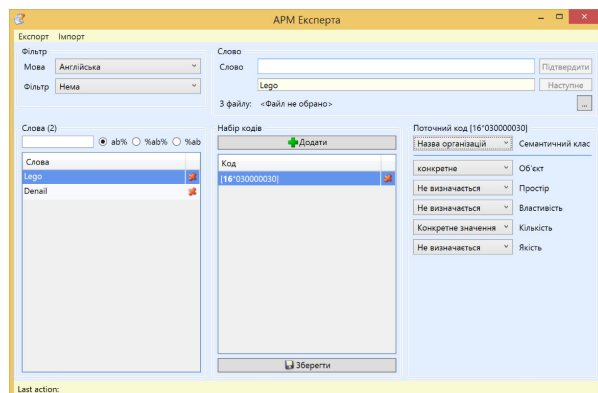 АРМ Експерта
Експорт Імпорт
Фільтр
Мова Англійська
Фільтр Нема
Слово
Слово Підтвердити
Lego Наступне
З файлу: <Файл не обрано> ...
Слова (2)
ab% %ab% %ab
Слова
Lego
Denail
Набір кодів
Додати
Код
[16*030000030]
Зберегти
Поточний код [16*030000030]
Назва організацій Семантичний клас
конкретне Об'єкт
Не визначається Простір
Не визначається Властивість
Конкретне значення Кількість
Не визначається Якість
Last action: